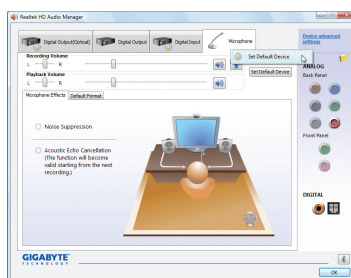 Realtek HD Audio Manager
Digital Output(Optical)
Digital Output
Digital Input
Microphone
Device advanced settings
Set Default Device
Recording Volume
L R
Set Default Device
Playback Volume
L R
ANALOG
Back Panel
Microphone Effects
Default Format
Noise Suppression
Acoustic Echo Cancellation
(The function will become
valid starting from the next
recording.)
Front Panel
DIGITAL
GIGABYTE
TECHNOLOGY
OK